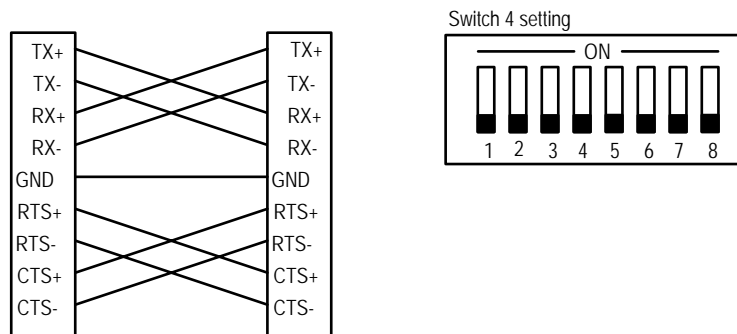 Switch 4 setting
ON
1 2 3 4 5 6 7 8
TX+ TX+
TX- TX-
RX+ RX+
RX- RX-
GND GND
RTS+ RTS+
RTS- RTS-
CTS+ CTS+
CTS- CTS-